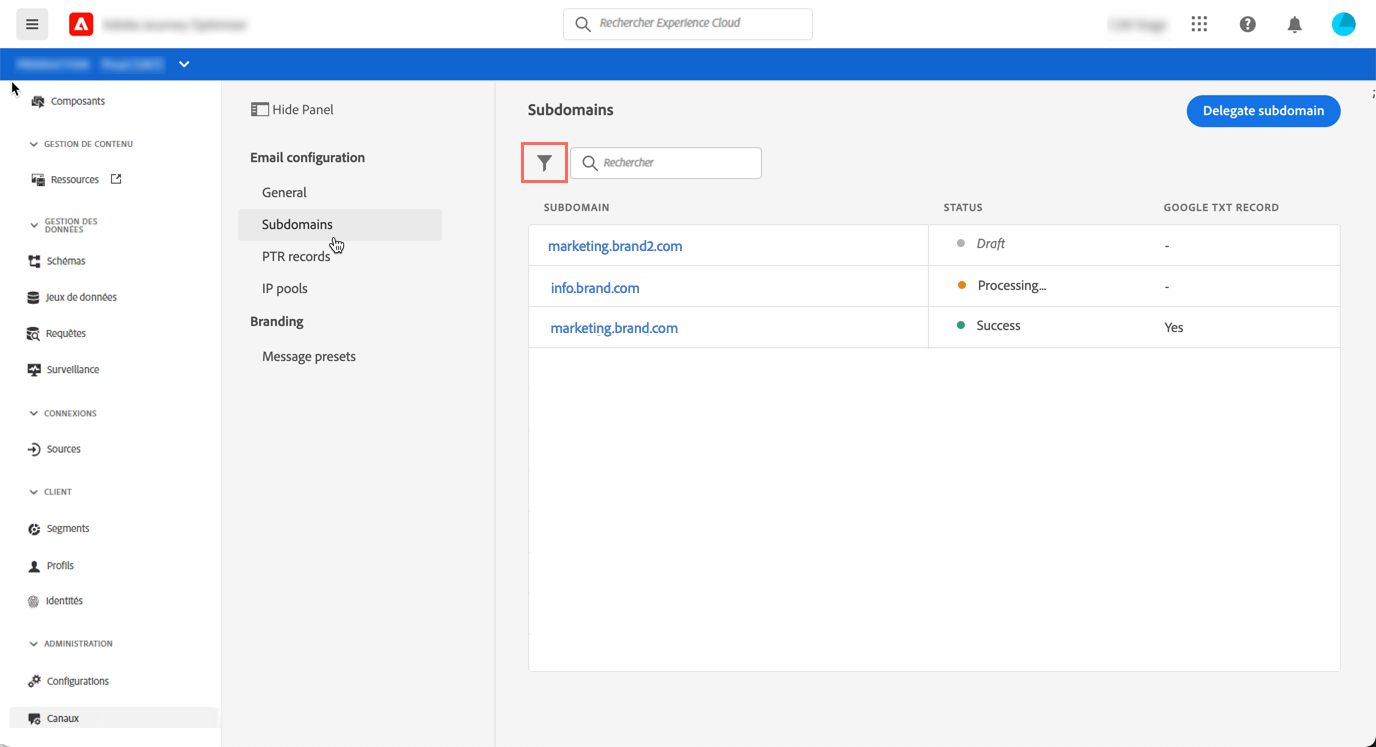 Rechercher Experience Cloud
Composants
GESTION DE CONTENU
Ressources
GESTION DES
DONNÉES
Schémas
Jeux de données
Requêtes
Surveillance
CONNEXIONS
Sources
CLIENT
Segments
Profils
Identités
ADMINISTRATION
Configurations
Canaux
Hide Panel
Email configuration
General
Subdomains
PTR records
IP pools
Branding
Message presets
Subdomains
Delegate subdomain
Rechercher
SUBDOMAIN STATUS GOOGLE TXT RECORD
marketing.brand2.com Draft -
info.brand.com Processing... -
marketing.brand.com Success Yes